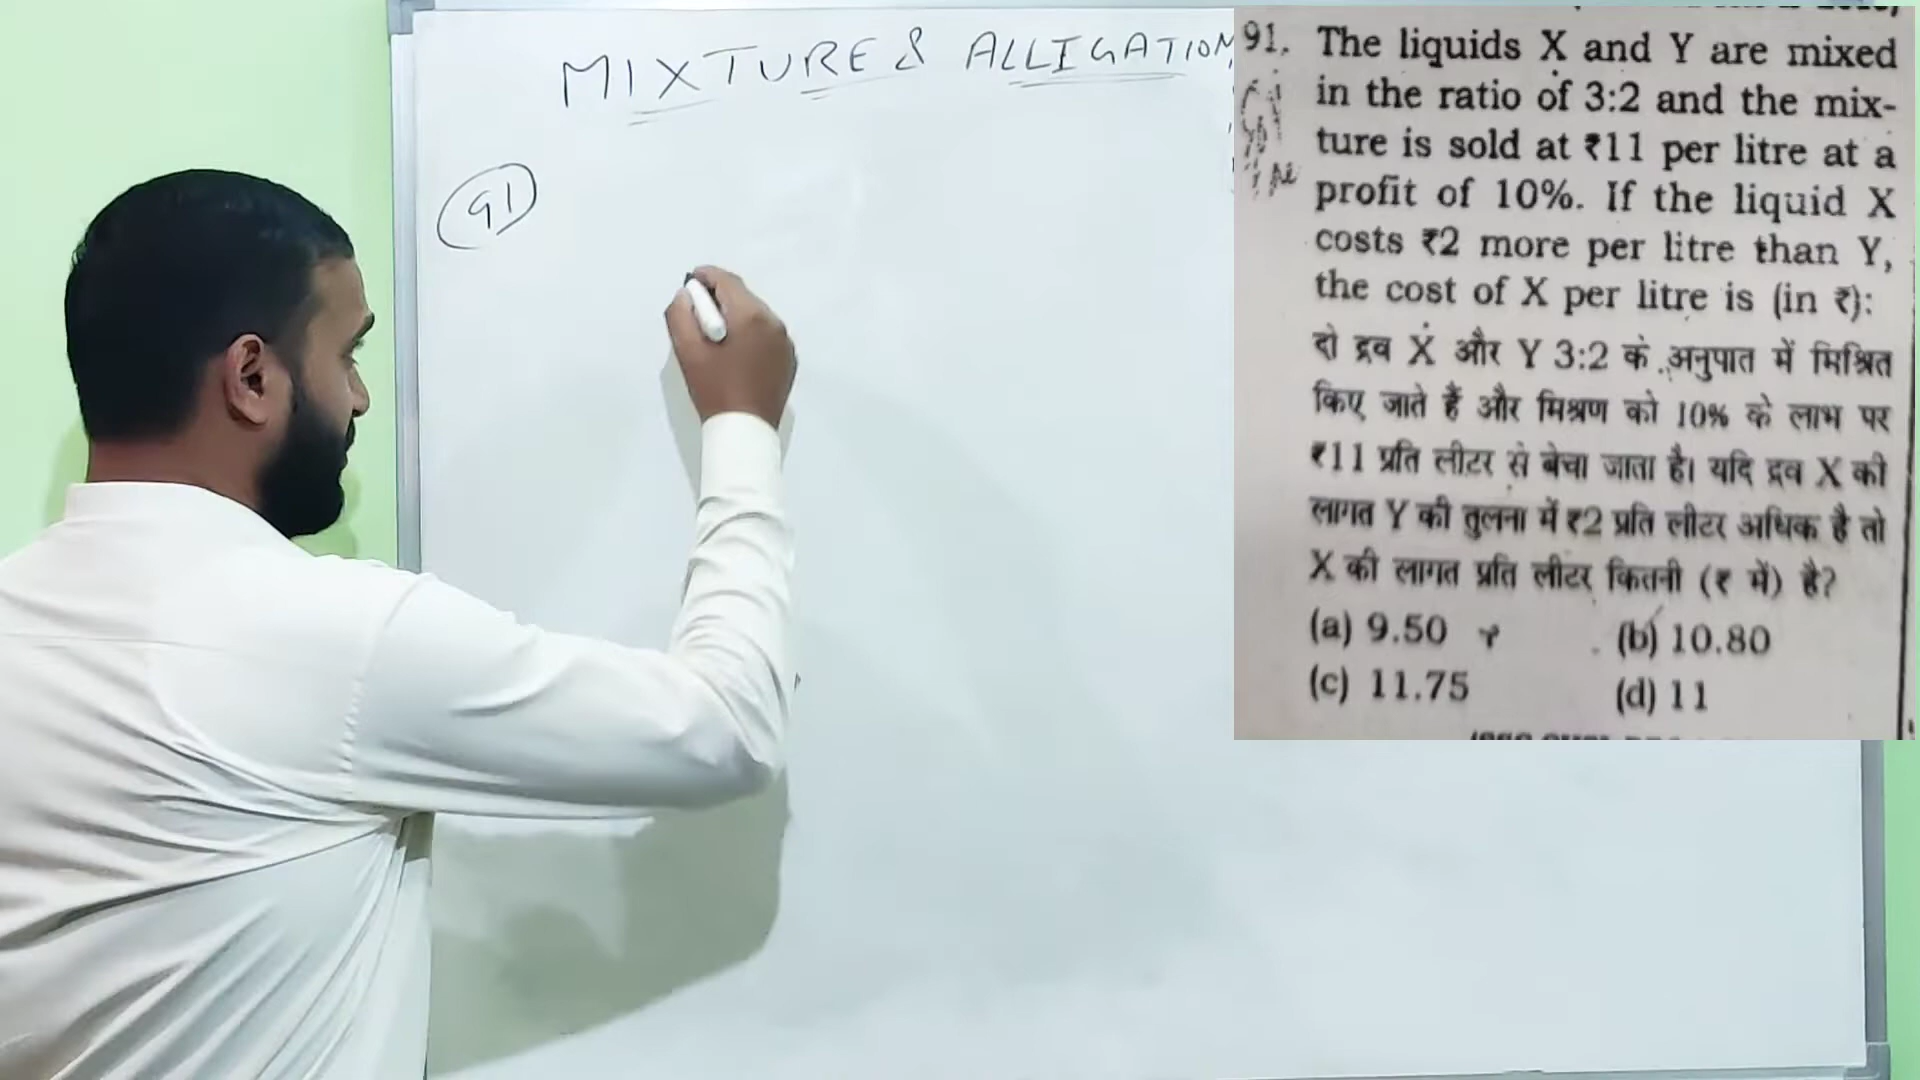 MIXTURE & ALLIGATION
91
91. The liquids X and Y are mixed
in the ratio of 3:2 and the mix-
ture is sold at ₹11 per litre at a
profit of 10%. If the liquid X
costs ₹2 more per litre than Y,
the cost of X per litre is (in ₹):
दो द्रव X और Y 3:2 के अनुपात में मिश्रित
किए जाते हैं और मिश्रण को 10% के लाभ पर
₹11 प्रति लीटर से बेचा जाता है। यदि द्रव X की
लागत Y की तुलना में ₹2 प्रति लीटर अधिक है तो
X की लागत प्रति लीटर कितनी (₹ में) है?
(a) 9.50 (b) 10.80
(c) 11.75 (d) 11